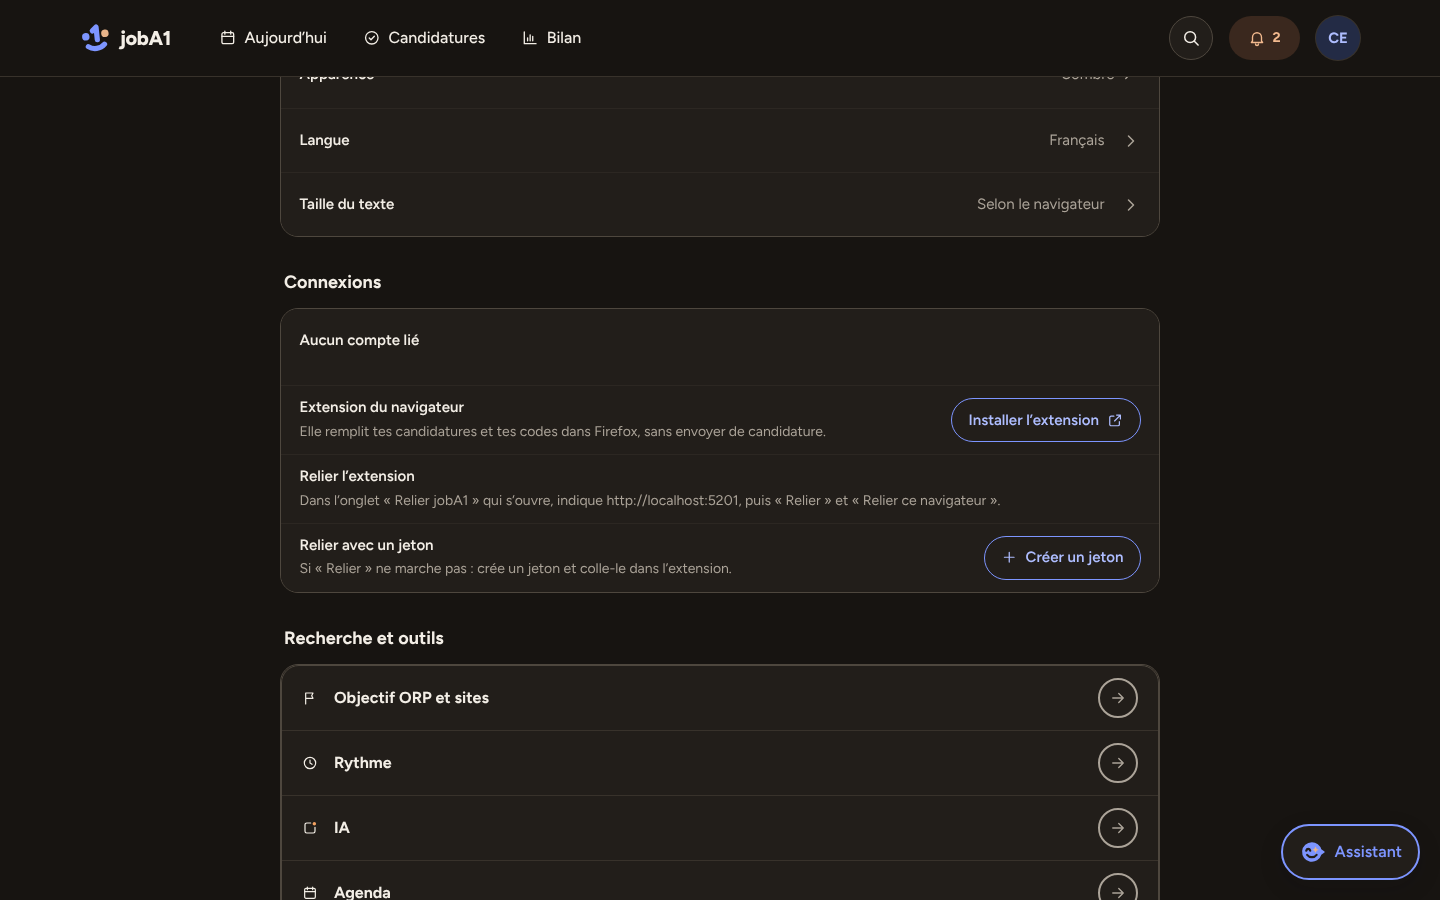 jobA1
Aujourd’hui
Candidatures
Bilan
2
CE
Apparence
Sombre
Langue
Français
Taille du texte
Selon le navigateur
Connexions
Aucun compte lié
Extension du navigateur
Elle remplit tes candidatures et tes codes dans Firefox, sans envoyer de candidature.
Installer l’extension
Relier l’extension
Dans l’onglet « Relier jobA1 » qui s’ouvre, indique http://localhost:5201, puis « Relier » et « Relier ce navigateur ».
Relier avec un jeton
Si « Relier » ne marche pas : crée un jeton et colle-le dans l’extension.
Créer un jeton
Recherche et outils
Objectif ORP et sites
Rythme
IA
Agenda
Assistant